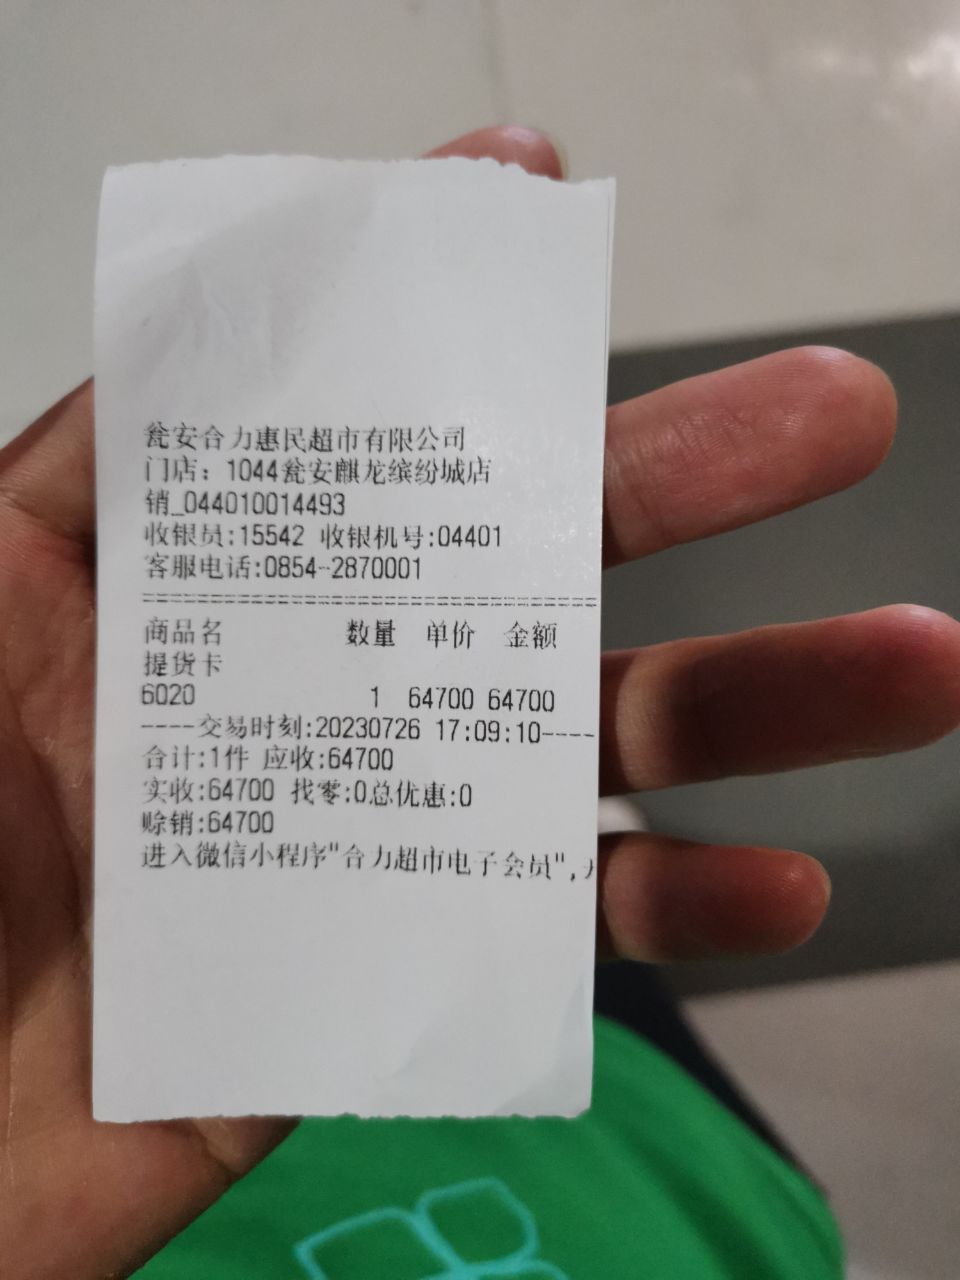 瓮安合力惠民超市有限公司
门店：1044瓮安麒龙缤纷城店
销_044010014493
收银员:15542 收银机号:04401
客服电话:0854-2870001
================================================
商品名 数量 单价 金额
提货卡
6020 1 64700 64700
----交易时刻:20230726 17:09:10----
合计:1件 应收:64700
实收:64700 找零:0总优惠:0
赊销:64700
进入微信小程序"合力超市电子会员",